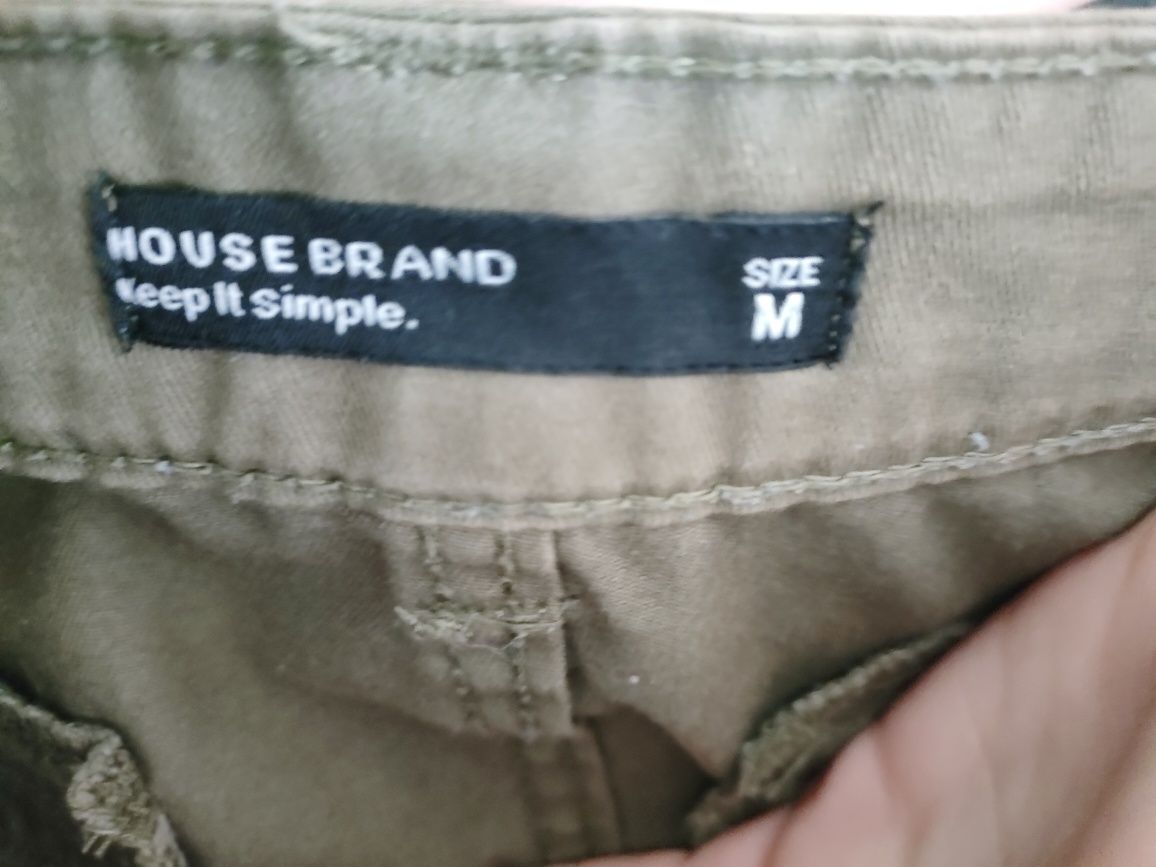 HOUSE BRAND
Keep It Simple.
SIZE
M